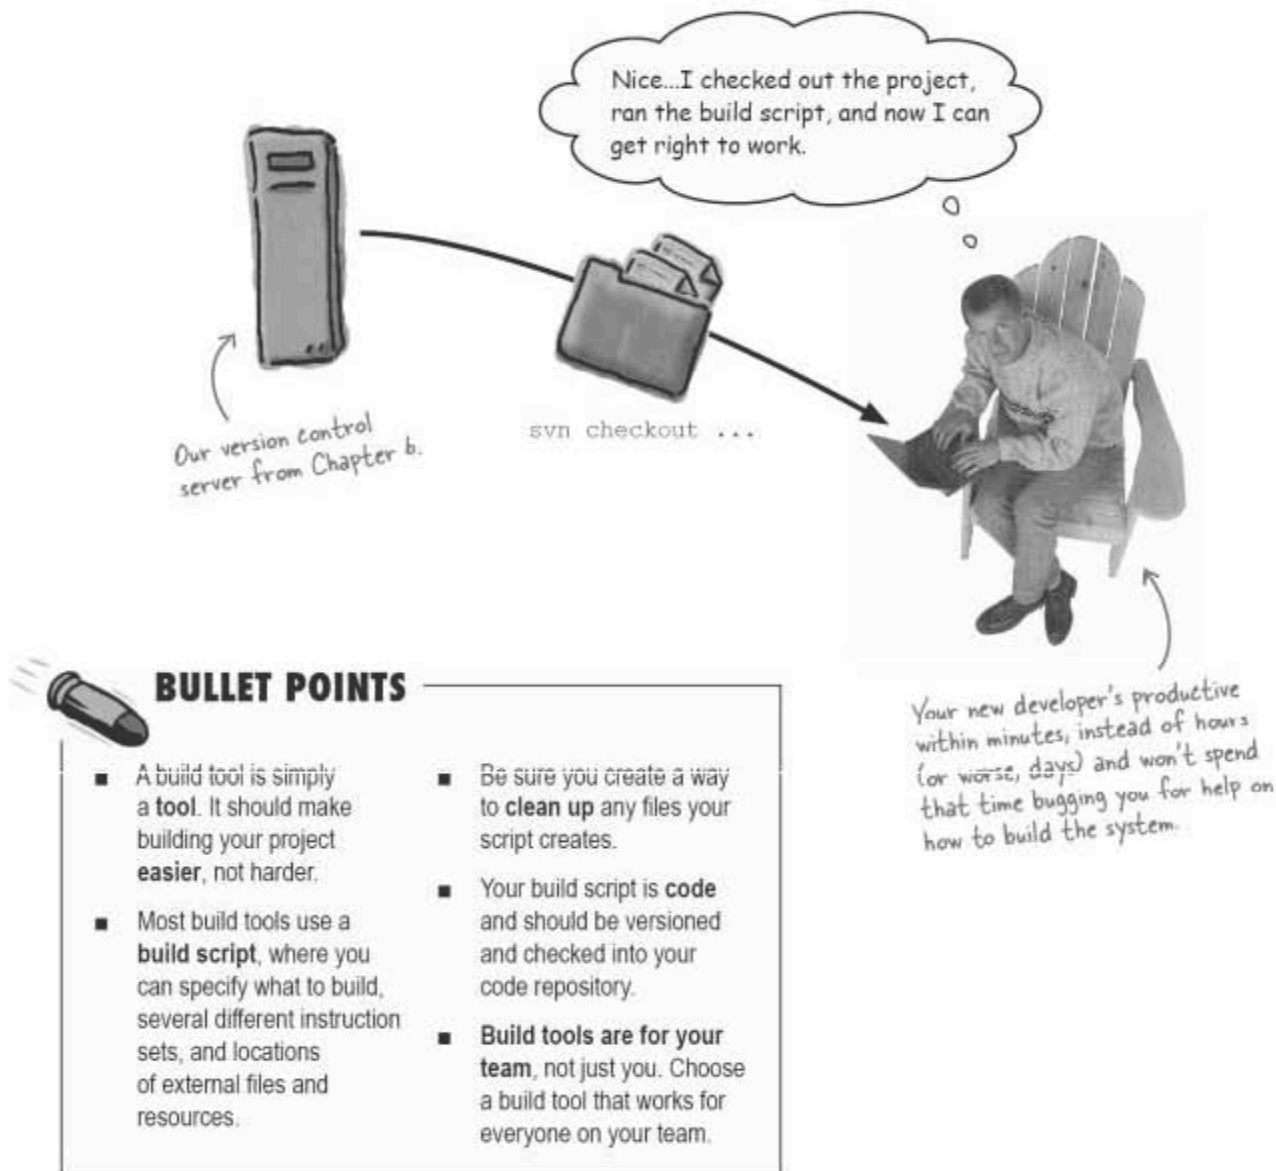 Nice...I checked out the project,
ran the build script, and now I can
get right to work.
Our version control
server from Chapter 6.
svn checkout ...
Your new developer's productive
within minutes, instead of hours
(or worse, days) and won't spend
that time bugging you for help on
how to build the system.
BULLET POINTS
■ A build tool is simply
a tool. It should make
building your project
easier, not harder.
■ Most build tools use a
build script, where you
can specify what to build,
several different instruction
sets, and locations
of external files and
resources.
■ Be sure you create a way
to clean up any files your
script creates.
■ Your build script is code
and should be versioned
and checked into your
code repository.
■ Build tools are for your
team, not just you. Choose
a build tool that works for
everyone on your team.